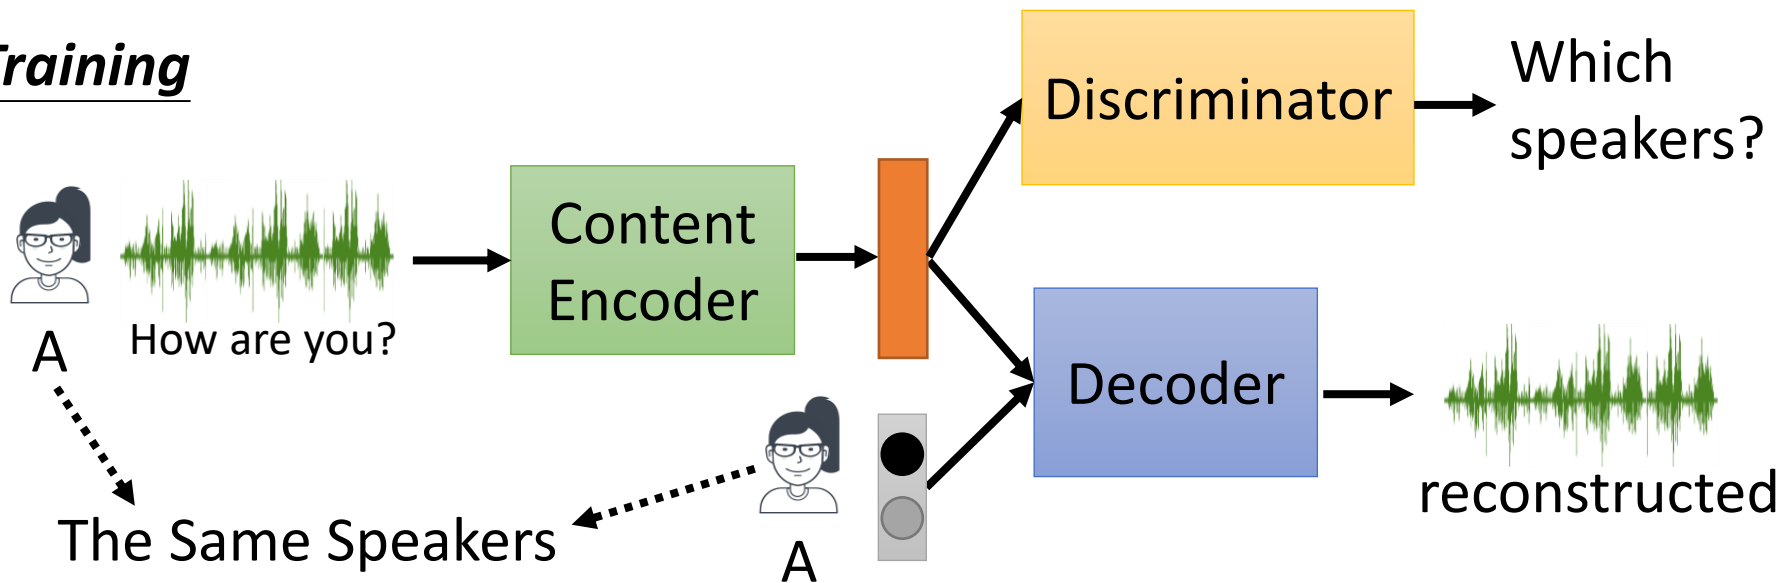 Training
Which
speakers?
Discriminator
Content
Encoder
How are you?
A
Decoder
reconstructed
The Same Speakers
A